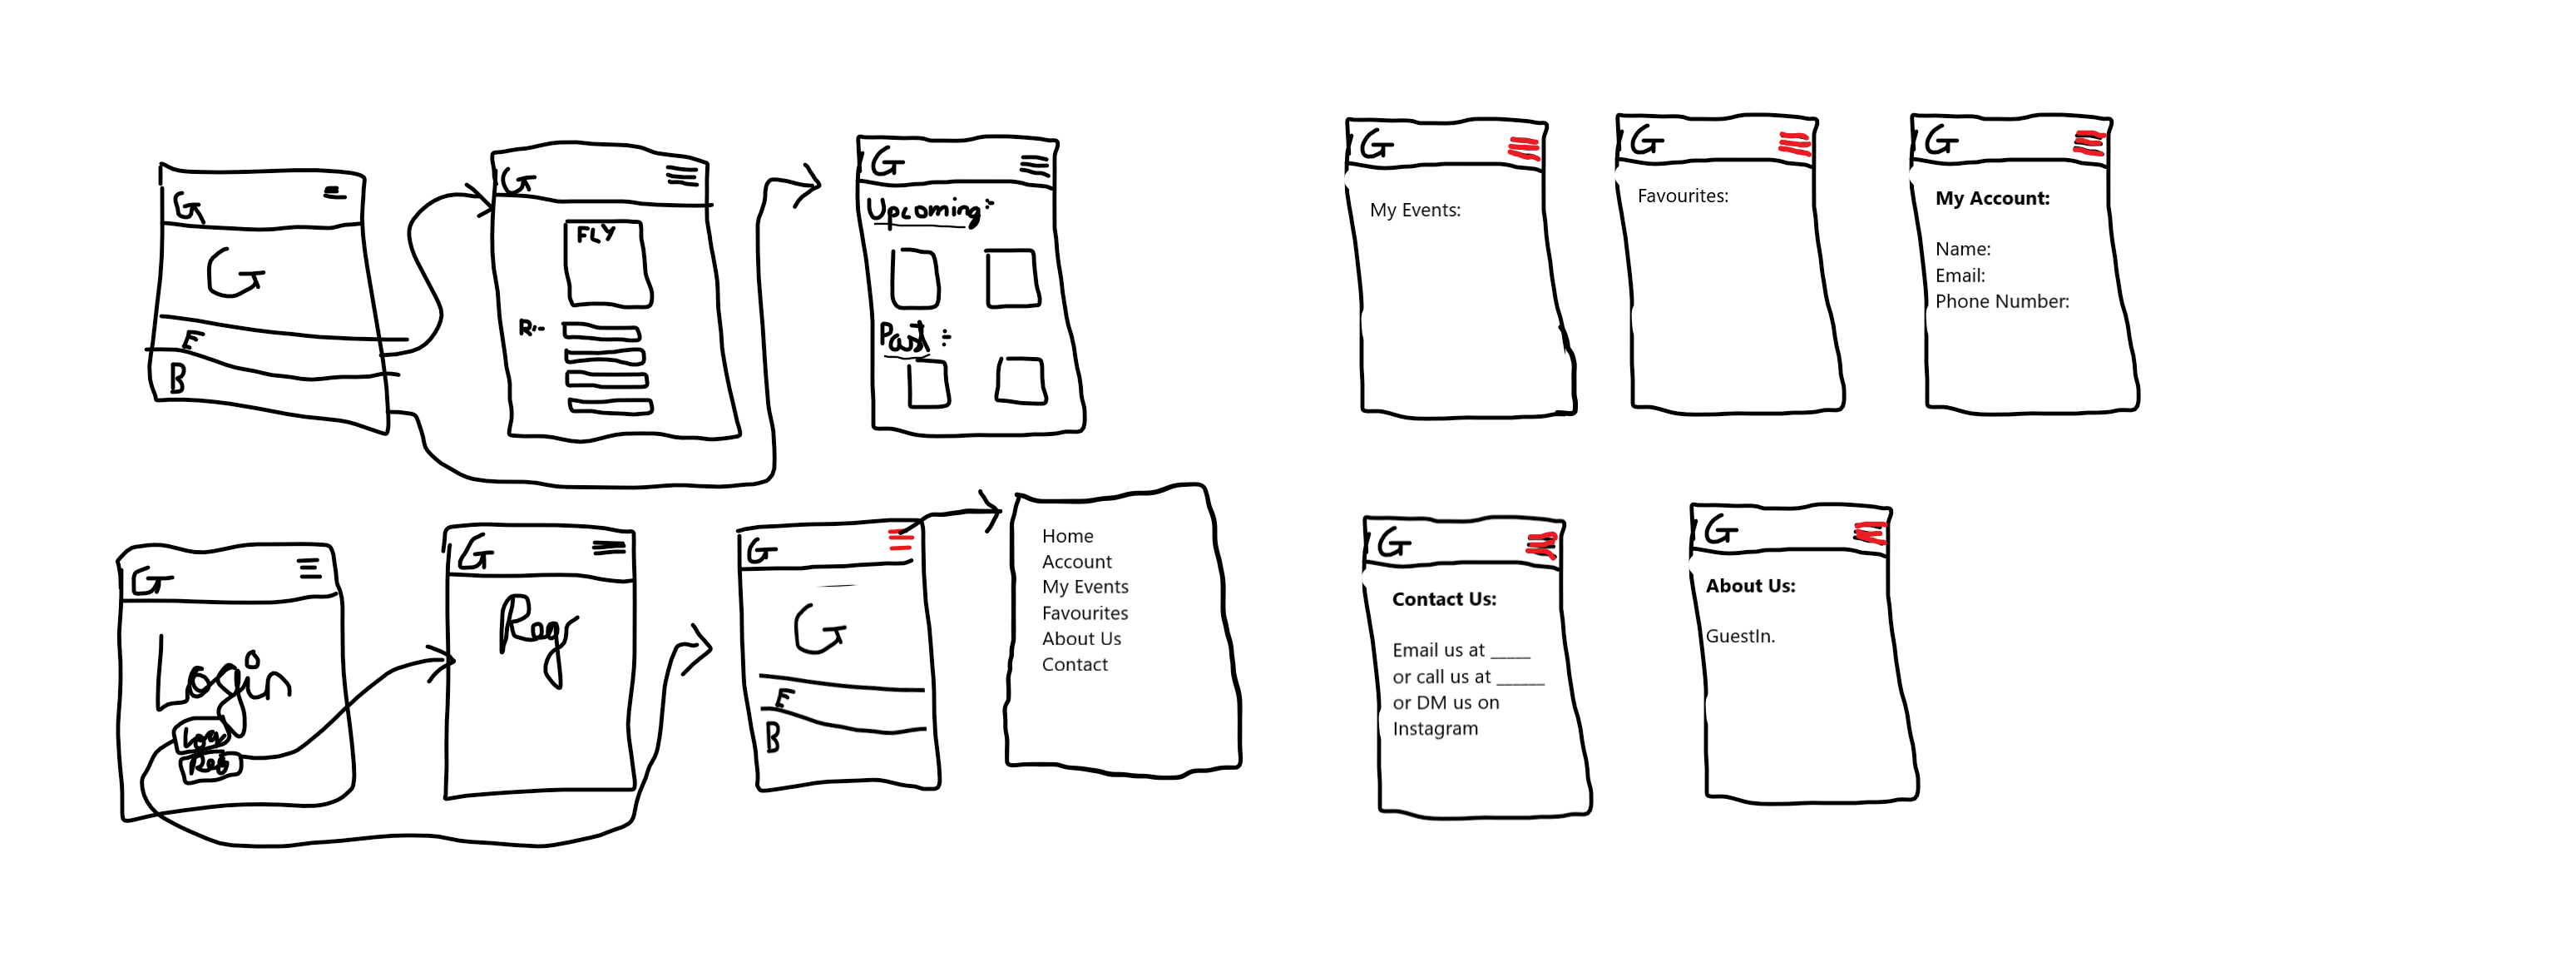 G
G
E
B
G
FLY
R:-
G
Upcoming:-
Past:-
G
My Events:
G
Favourites:
G
My Account:
Name:
Email:
Phone Number:
G
Login
Log
Reg
G
Reg
G
G
E
B
Home
Account
My Events
Favourites
About Us
Contact
G
Contact Us:
Email us at _____
or call us at ______
or DM us on
Instagram
G
About Us:
GuestIn.